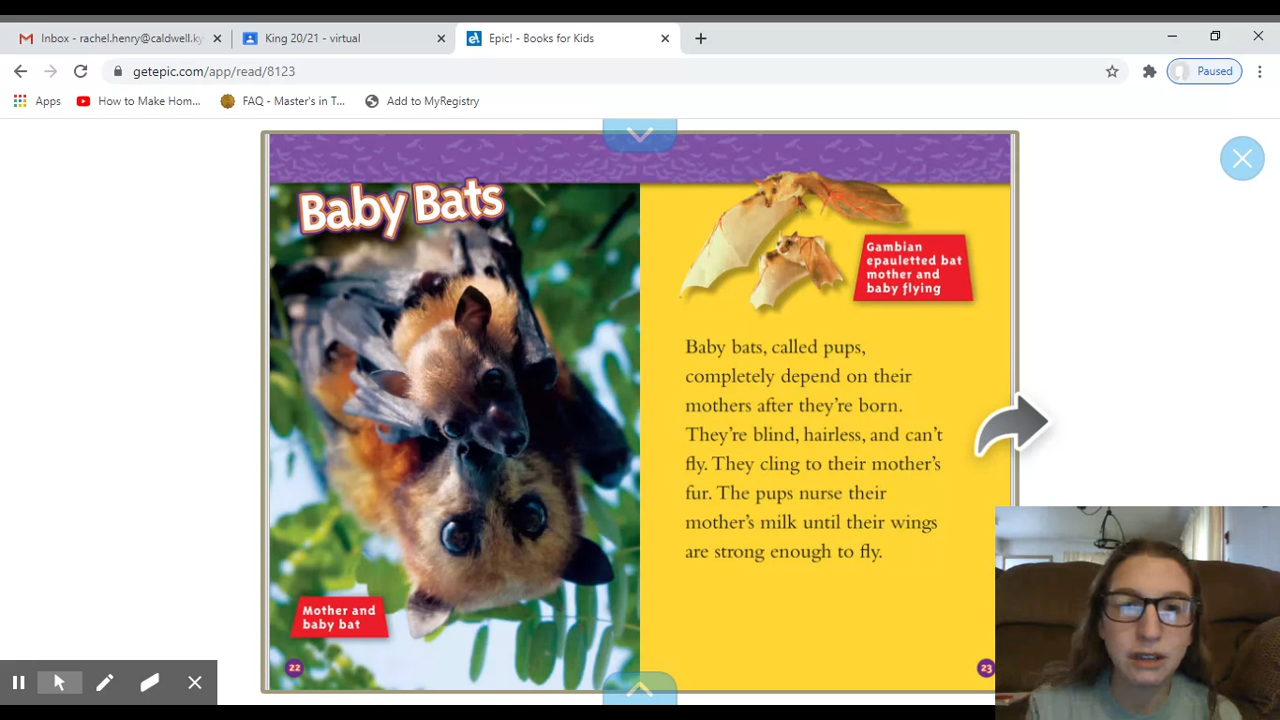 Inbox - rachel.henry@caldwell.ky
King 20/21 - virtual
Epic! - Books for Kids
getepic.com/app/read/8123
Paused
Apps
How to Make Hom...
FAQ - Master's in T...
Add to MyRegistry
Baby Bats
Mother and
baby bat
22
Gambian
epauletted bat
mother and
baby flying
Baby bats, called pups,
completely depend on their
mothers after they're born.
They're blind, hairless, and can't
fly. They cling to their mother's
fur. The pups nurse their
mother's milk until their wings
are strong enough to fly.
23